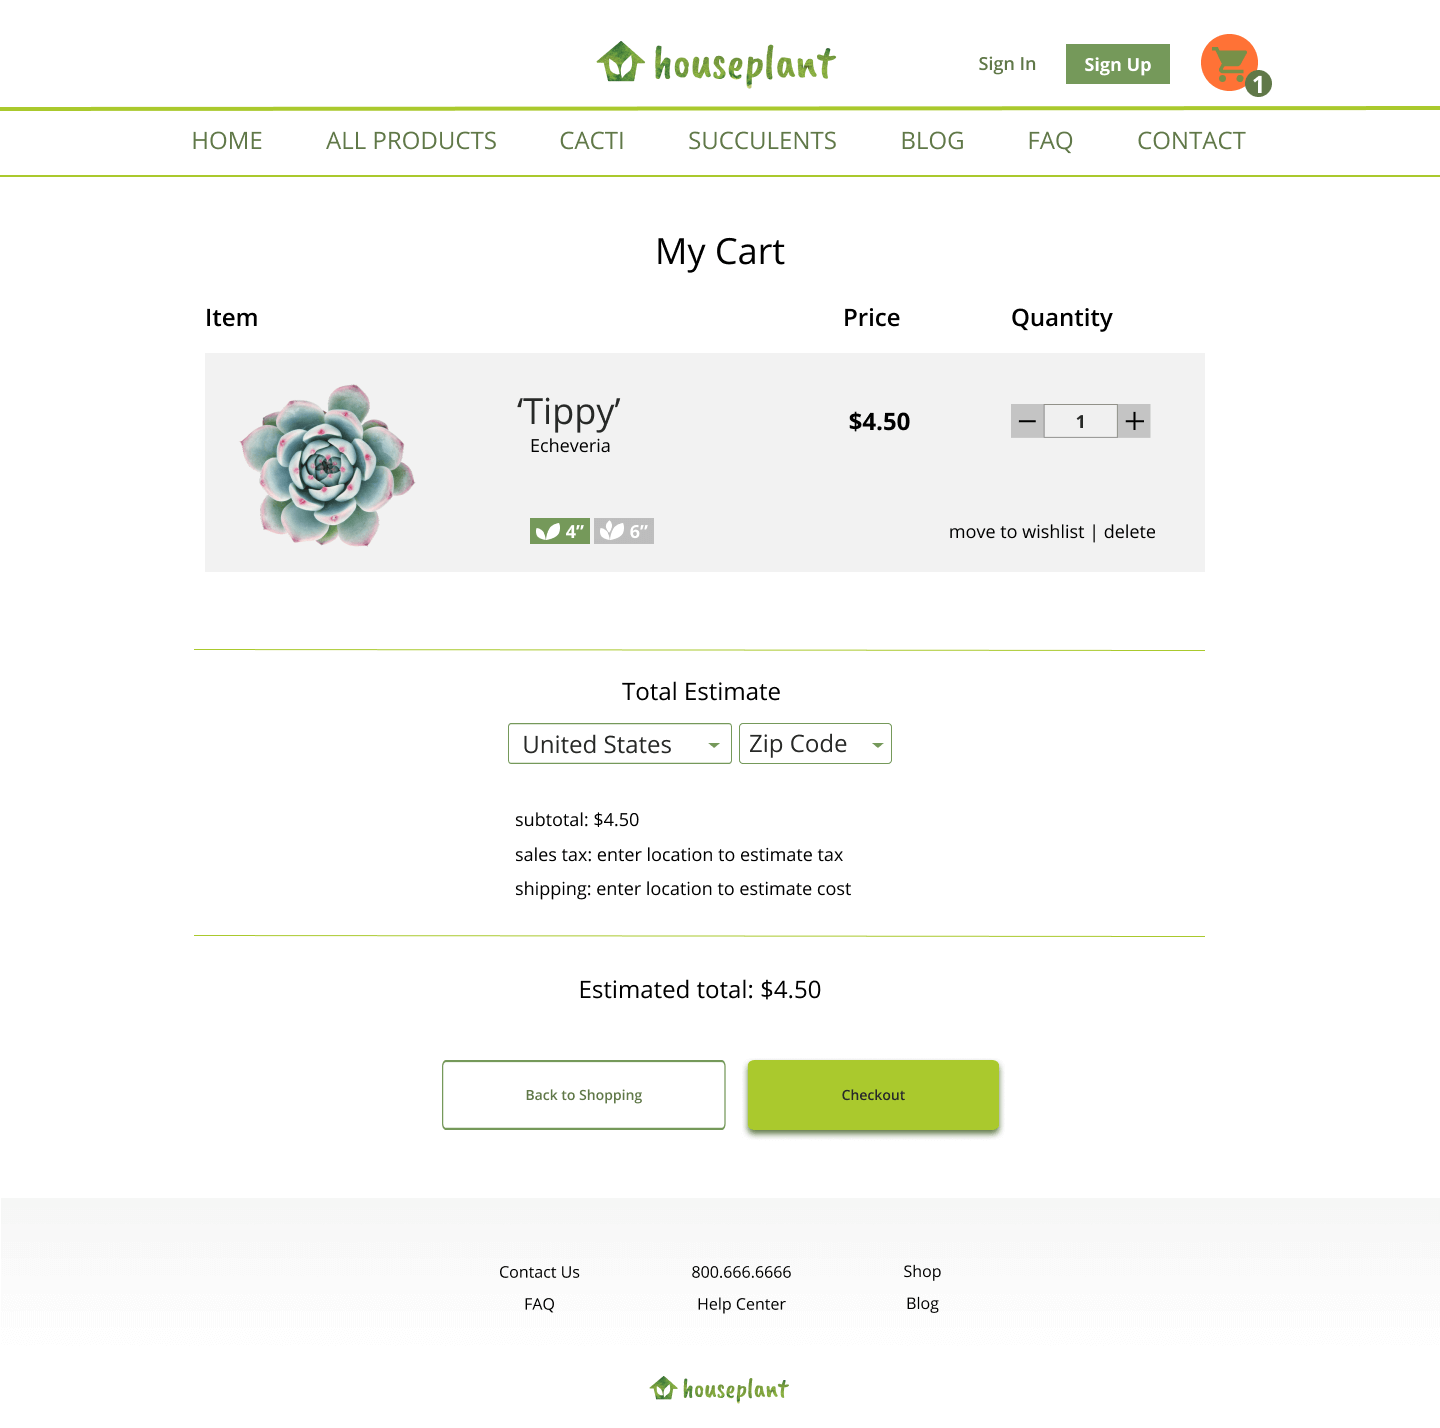 houseplant
Sign In
Sign Up
1
HOME
ALL PRODUCTS
CACTI
SUCCULENTS
BLOG
FAQ
CONTACT
My Cart
Item
Price
Quantity
‘Tippy’
Echeveria
$4.50
1
4”
6”
move to wishlist | delete
Total Estimate
United States
Zip Code
subtotal: $4.50
sales tax: enter location to estimate tax
shipping: enter location to estimate cost
Estimated total: $4.50
Back to Shopping
Checkout
Contact Us
800.666.6666
Shop
FAQ
Help Center
Blog
houseplant